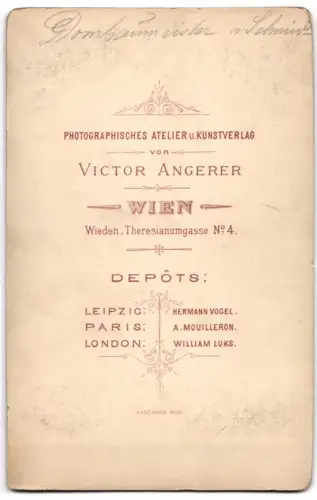 Dombaumeister v. Schmidt
PHOTOGRAPHISCHES ATELIER U. KUNSTVERLAG
VON
VICTOR ANGERER
WIEN
Wieden, Theresianumgasse No 4.
DEPÔTS:
LEIPZIG: HERMANN VOGEL.
PARIS: A. MOUILLERON.
LONDON: WILLIAM LUKS.